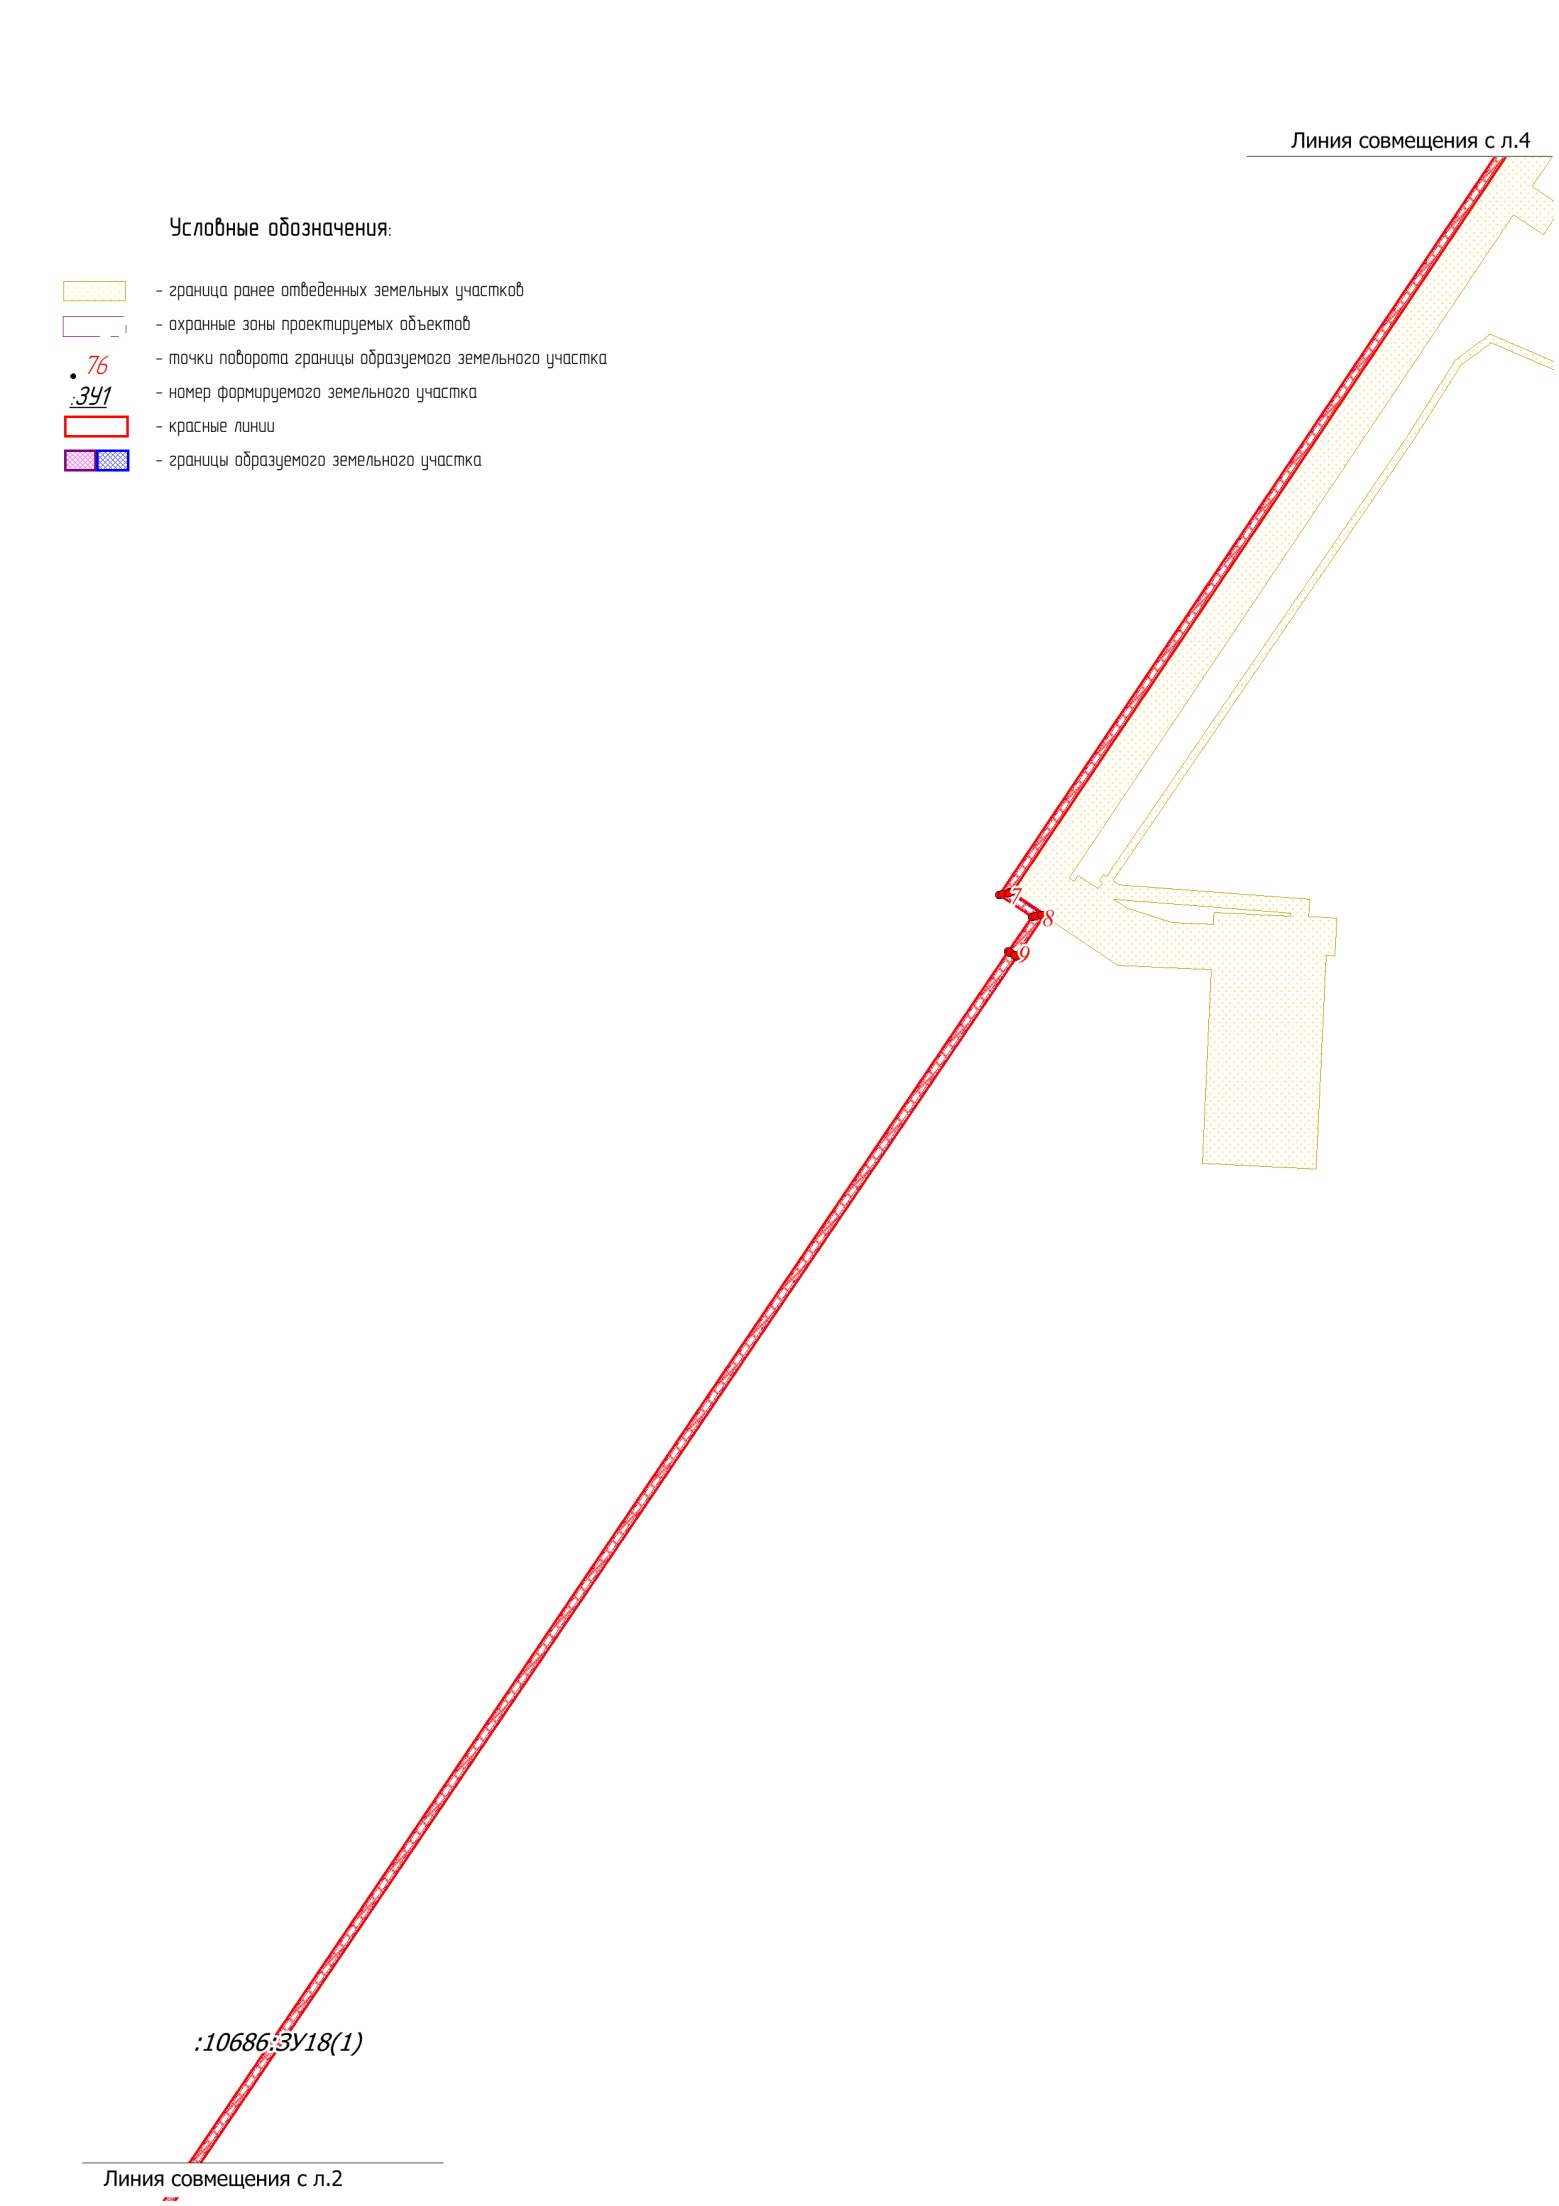 Линия совмещения с л.4
Условные обозначения:
- граница ранее отведенных земельных участков
- охранные зоны проектируемых объектов
76
- точки поворота границы образуемого земельного участка
:ЗУ1
- номер формируемого земельного участка
- красные линии
- границы образуемого земельного участка
7
8
9
:10686:ЗУ18(1)
Линия совмещения с л.2